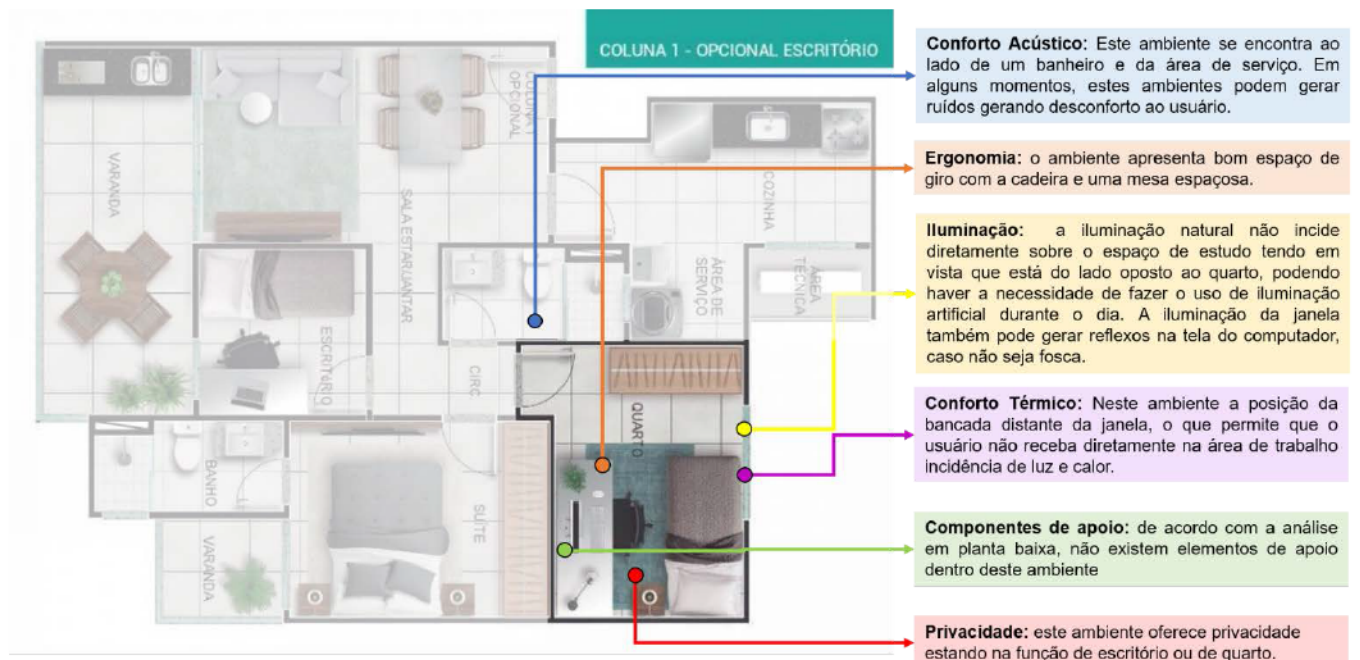 COLUNA 1 - OPCIONAL ESCRITÓRIO
COLUNA 1
OPCIONAL
VARANDA
SALA ESTAR/JANTAR
COZINHA
ÁREA DE
SERVIÇO
ÁREA
TÉCNICA
ESCRITÓRIO
CIRC.
QUARTO
BANHO
SUÍTE
VARANDA
Conforto Acústico: Este ambiente se encontra ao
lado de um banheiro e da área de serviço. Em
alguns momentos, estes ambientes podem gerar
ruídos gerando desconforto ao usuário.
Ergonomia: o ambiente apresenta bom espaço de
giro com a cadeira e uma mesa espaçosa.
Iluminação: a iluminação natural não incide
diretamente sobre o espaço de estudo tendo em
vista que está do lado oposto ao quarto, podendo
haver a necessidade de fazer o uso de iluminação
artificial durante o dia. A iluminação da janela
também pode gerar reflexos na tela do computador,
caso não seja fosca.
Conforto Térmico: Neste ambiente a posição da
bancada distante da janela, o que permite que o
usuário não receba diretamente na área de trabalho
incidência de luz e calor.
Componentes de apoio: de acordo com a análise
em planta baixa, não existem elementos de apoio
dentro deste ambiente
Privacidade: este ambiente oferece privacidade
estando na função de escritório ou de quarto.